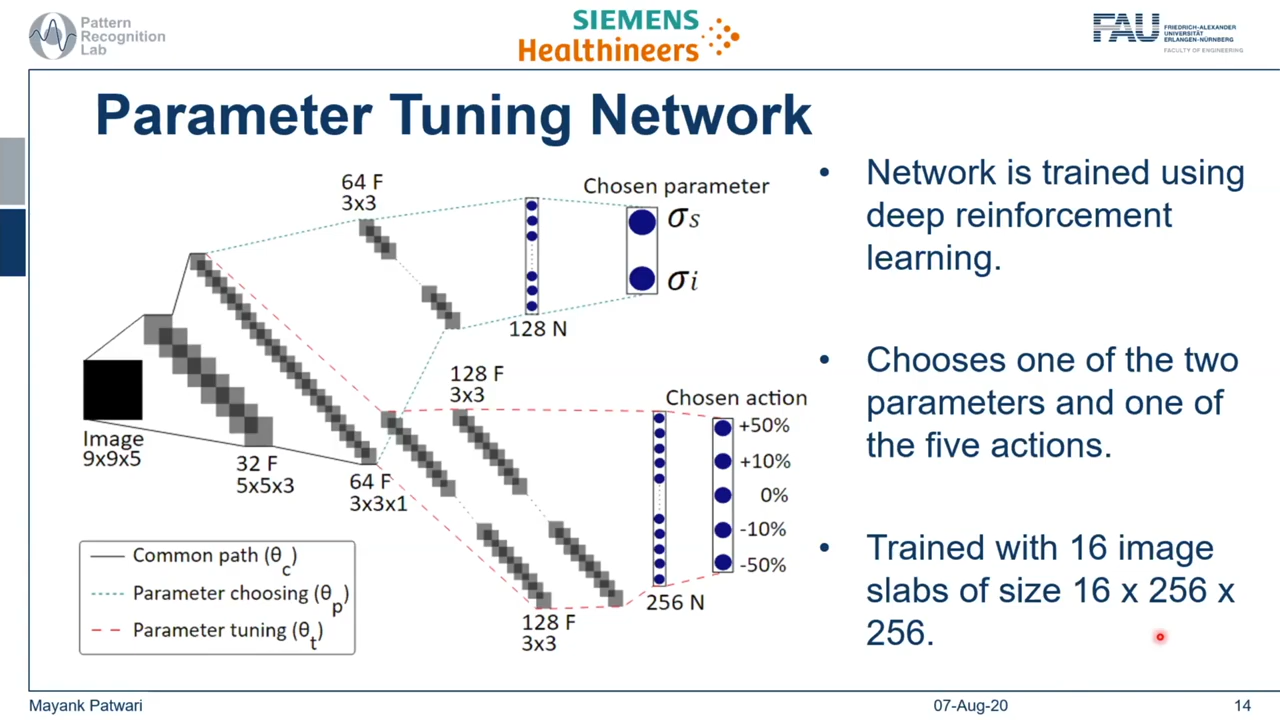 Pattern
Recognition
Lab
SIEMENS
Healthineers
FAU
FRIEDRICH-ALEXANDER
UNIVERSITÄT
ERLANGEN-NÜRNBERG
FACULTY OF ENGINEERING
Parameter Tuning Network
64 F
3x3
Chosen parameter
σs
σi
128 N
128 F
3x3
Chosen action
+50%
+10%
0%
-10%
-50%
Image
9x9x5
32 F
5x5x3
64 F
3x3x1
256 N
128 F
3x3
Common path (θc)
Parameter choosing (θp)
Parameter tuning (θt)
• Network is trained using
deep reinforcement
learning.
• Chooses one of the two
parameters and one of
the five actions.
• Trained with 16 image
slabs of size 16 x 256 x
256.
Mayank Patwari
07-Aug-20
14